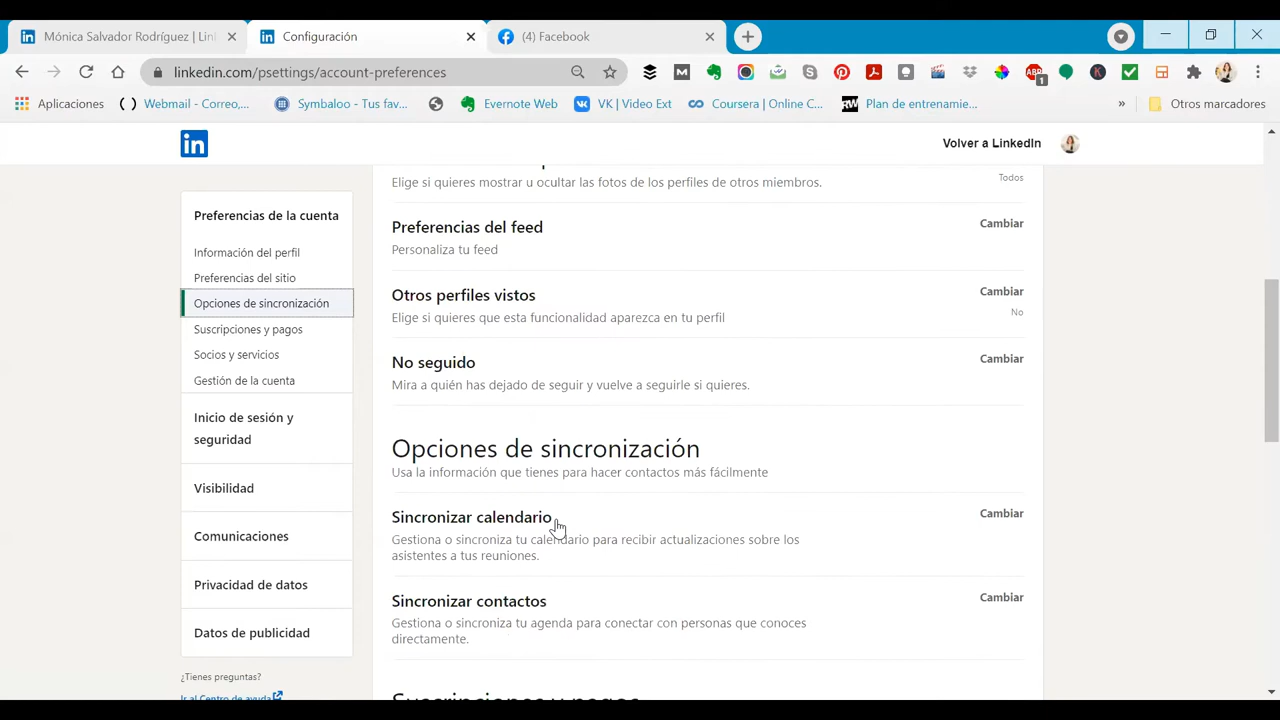 Mónica Salvador Rodríguez | Lin
Configuración
(4) Facebook
linkedin.com/psettings/account-preferences
Aplicaciones
Webmail - Correo,...
Symbaloo - Tus fav...
Evernote Web
VK | Video Ext
Coursera | Online C...
Plan de entrenamie...
»
Otros marcadores
in
Volver a LinkedIn
Preferencias de la cuenta
Información del perfil
Preferencias del sitio
Opciones de sincronización
Suscripciones y pagos
Socios y servicios
Gestión de la cuenta
Inicio de sesión y
seguridad
Visibilidad
Comunicaciones
Privacidad de datos
Datos de publicidad
¿Tienes preguntas?
Ir al Centro de ayuda
Elige si quieres mostrar u ocultar las fotos de los perfiles de otros miembros.
Todos
Preferencias del feed
Cambiar
Personaliza tu feed
Otros perfiles vistos
Cambiar
Elige si quieres que esta funcionalidad aparezca en tu perfil
No
No seguido
Cambiar
Mira a quién has dejado de seguir y vuelve a seguirle si quieres.
Opciones de sincronización
Usa la información que tienes para hacer contactos más fácilmente
Sincronizar calendario
Cambiar
Gestiona o sincroniza tu calendario para recibir actualizaciones sobre los
asistentes a tus reuniones.
Sincronizar contactos
Cambiar
Gestiona o sincroniza tu agenda para conectar con personas que conoces
directamente.
Suscripciones y pagos